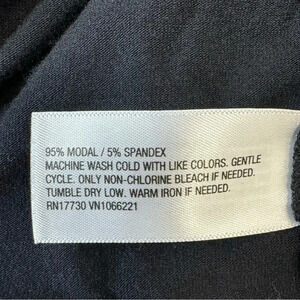 95% MODAL / 5% SPANDEX
MACHINE WASH COLD WITH LIKE COLORS. GENTLE
CYCLE. ONLY NON-CHLORINE BLEACH IF NEEDED.
TUMBLE DRY LOW. WARM IRON IF NEEDED.
RN17730 VN1066221